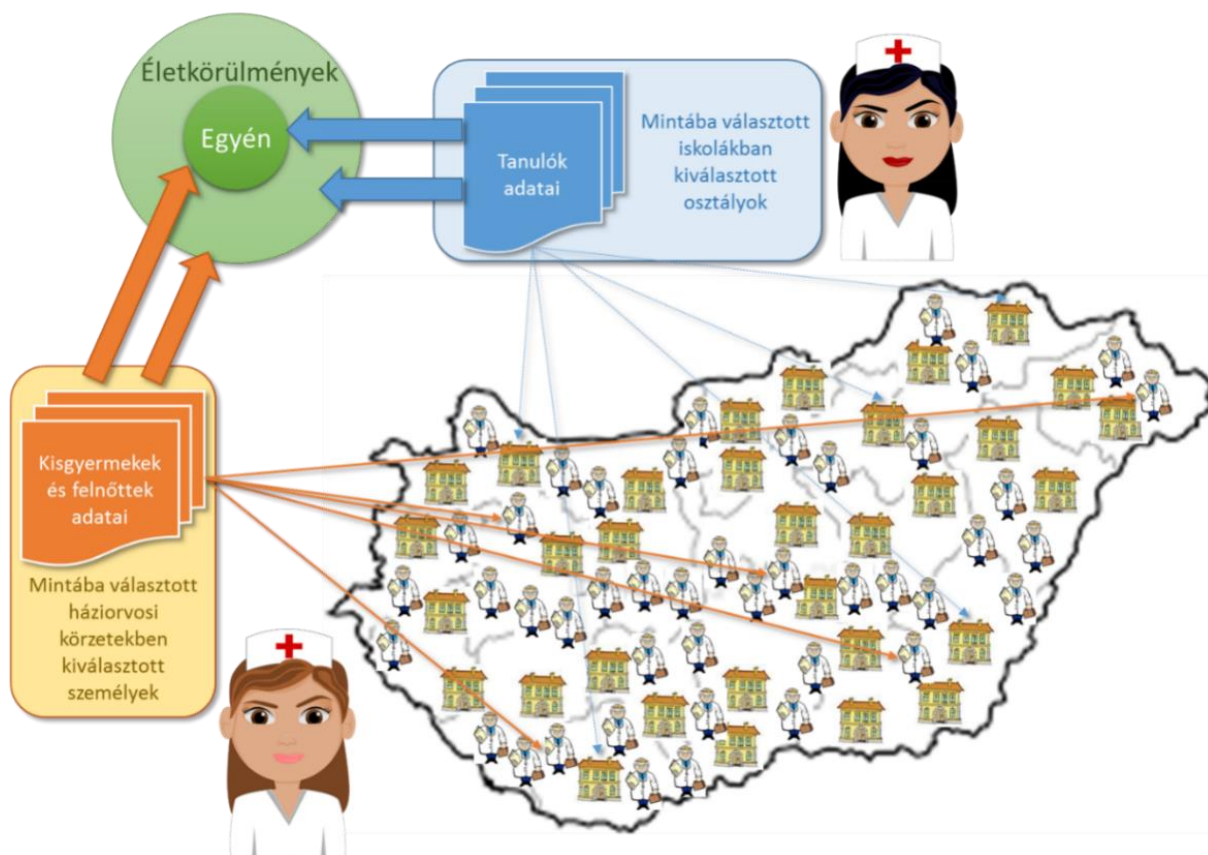 Életkörülmények
Egyén
Tanulók
adatai
Mintába választott
iskolákban
kiválasztott
osztályok
Kisgyermekek
és felnőttek
adatai
Mintába választott
háziorvosi
körzetekben
kiválasztott
személyek